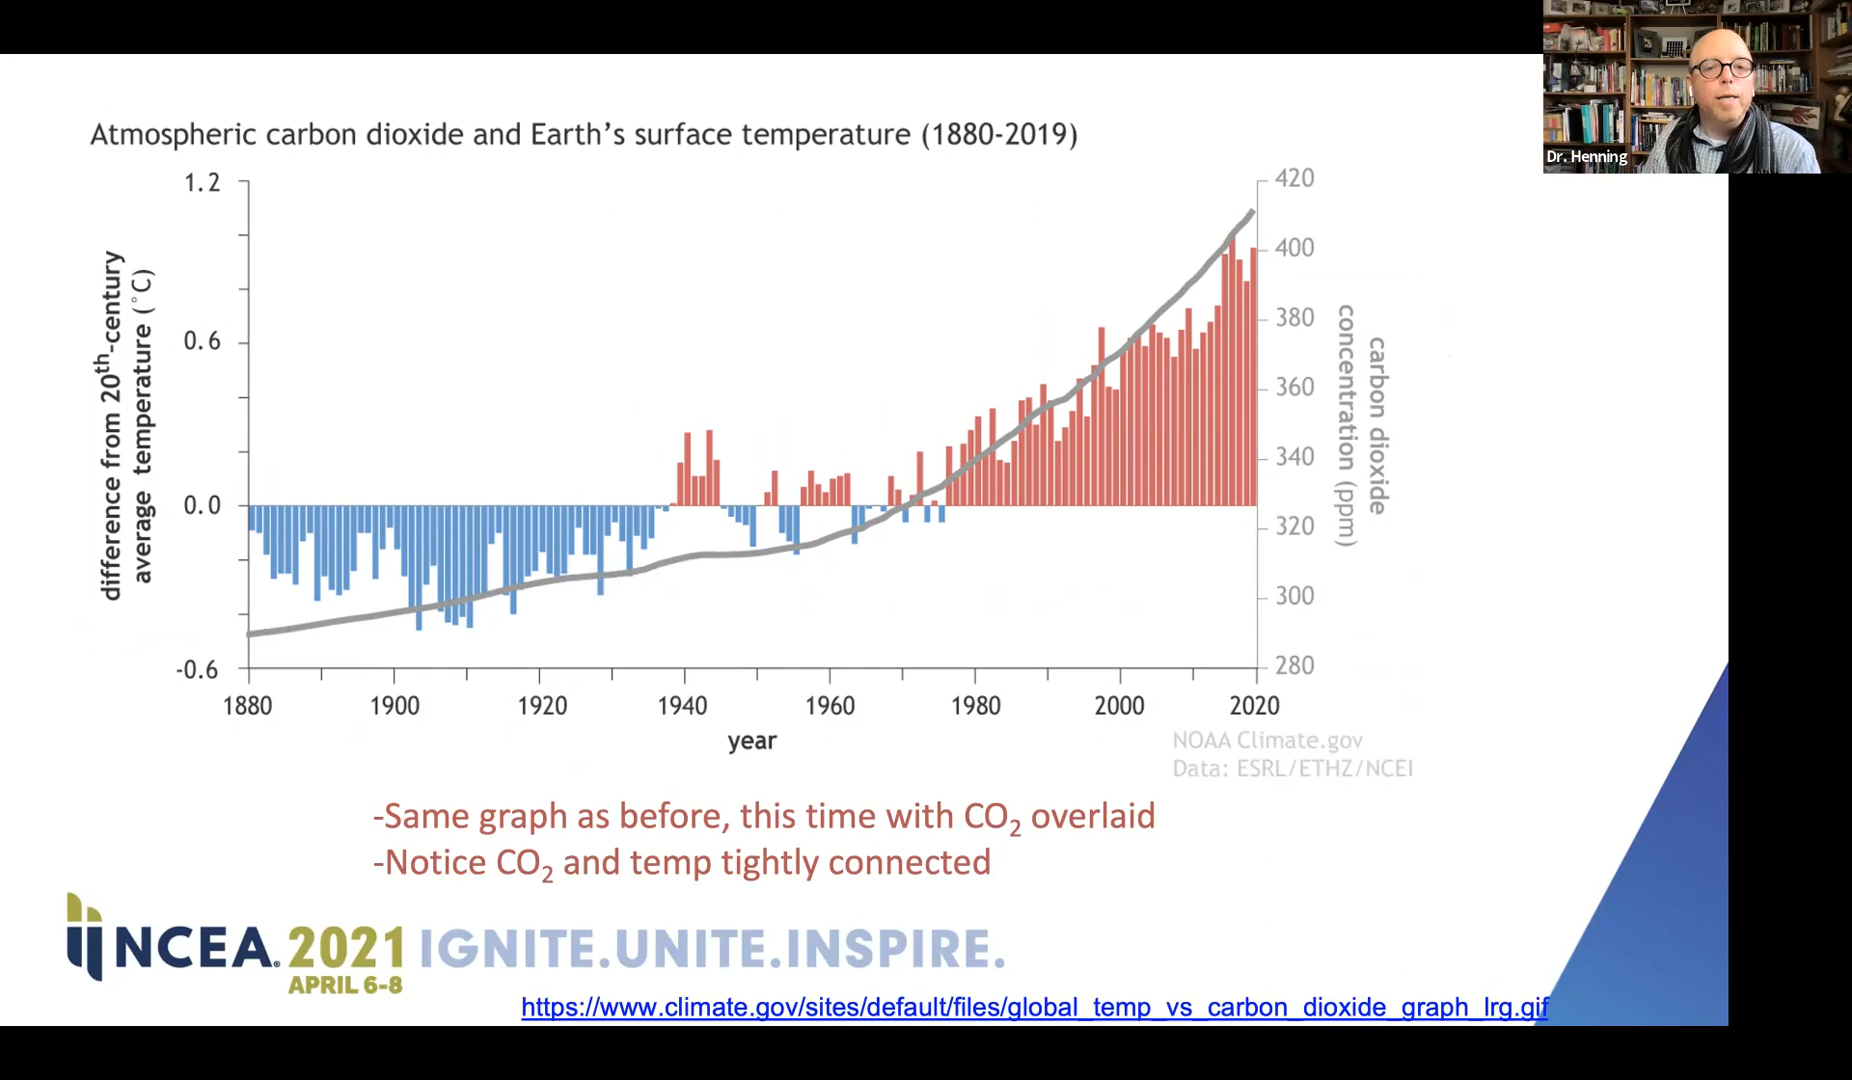 Dr. Henning
Atmospheric carbon dioxide and Earth’s surface temperature (1880-2019)
difference from 20th-century
average temperature (°C)
1.2
0.6
0.0
-0.6
420
400
380
360
340
320
300
280
carbon dioxide
concentration (ppm)
1880 1900 1920 1940 1960 1980 2000 2020
year
NOAA Climate.gov
Data: ESRL/ETHZ/NCEI
-Same graph as before, this time with CO2 overlaid
-Notice CO2 and temp tightly connected
NCEA® 2021 IGNITE.UNITE.INSPIRE.
APRIL 6-8
https://www.climate.gov/sites/default/files/global_temp_vs_carbon_dioxide_graph_lrg.gif